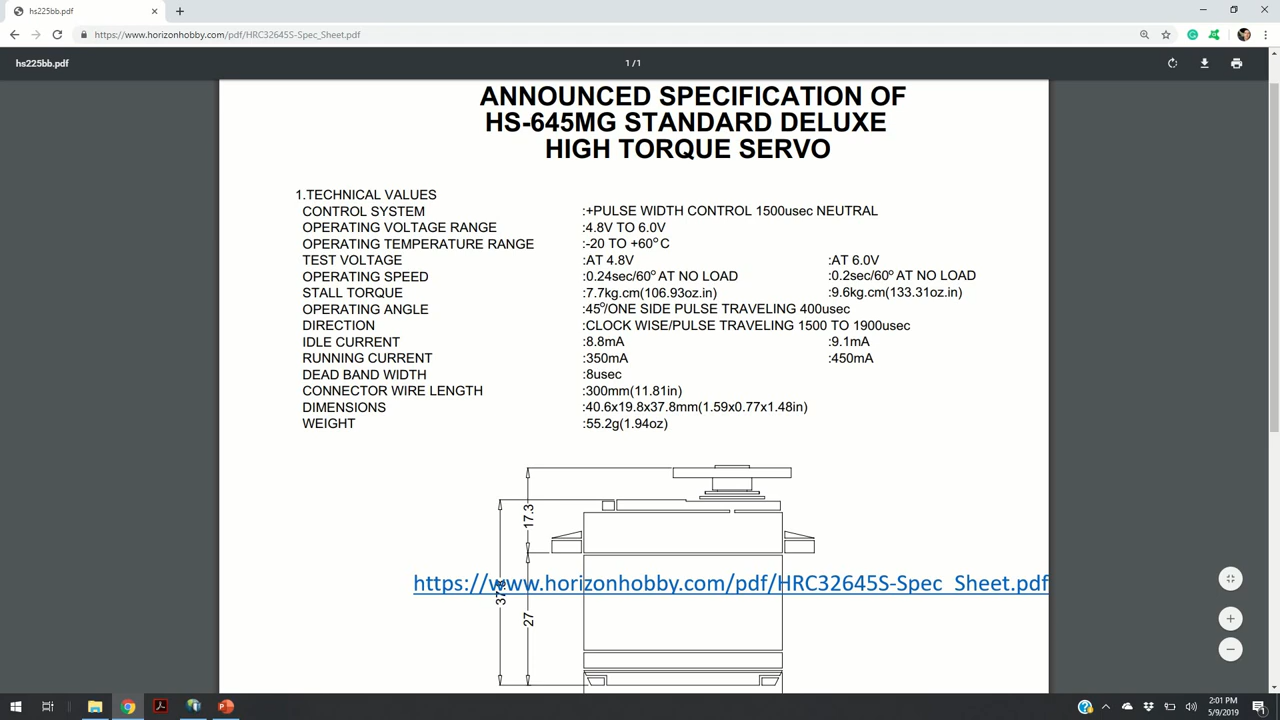 hs225bb.pdf
https://www.horizonhobby.com/pdf/HRC32645S-Spec_Sheet.pdf
hs225bb.pdf
1 / 1
ANNOUNCED SPECIFICATION OF
HS-645MG STANDARD DELUXE
HIGH TORQUE SERVO
1.TECHNICAL VALUES
CONTROL SYSTEM :+PULSE WIDTH CONTROL 1500usec NEUTRAL
OPERATING VOLTAGE RANGE :4.8V TO 6.0V
OPERATING TEMPERATURE RANGE :-20 TO +60°C
TEST VOLTAGE :AT 4.8V :AT 6.0V
OPERATING SPEED :0.24sec/60° AT NO LOAD :0.2sec/60° AT NO LOAD
STALL TORQUE :7.7kg.cm(106.93oz.in) :9.6kg.cm(133.31oz.in)
OPERATING ANGLE :45°/ONE SIDE PULSE TRAVELING 400usec
DIRECTION :CLOCK WISE/PULSE TRAVELING 1500 TO 1900usec
IDLE CURRENT :8.8mA :9.1mA
RUNNING CURRENT :350mA :450mA
DEAD BAND WIDTH :8usec
CONNECTOR WIRE LENGTH :300mm(11.81in)
DIMENSIONS :40.6x19.8x37.8mm(1.59x0.77x1.48in)
WEIGHT :55.2g(1.94oz)
17.3
https://www.horizonhobby.com/pdf/HRC32645S-Spec_Sheet.pdf
27
2:01 PM
5/9/2019